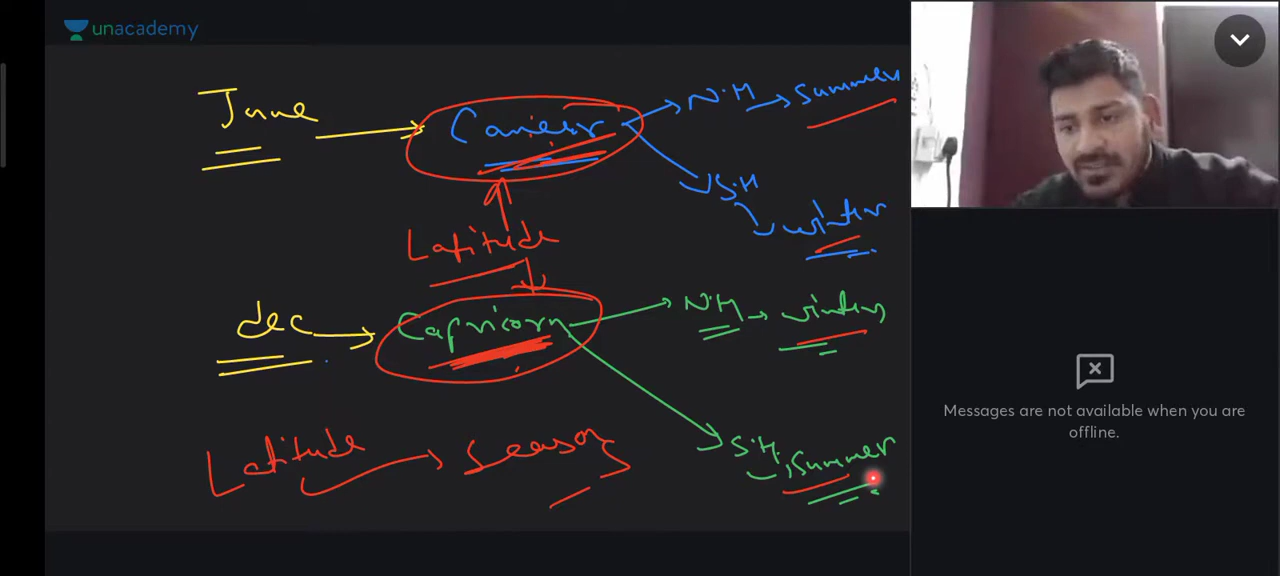 unacademy
June → Cancer → N.H → Summer
S.H
winter
Latitude
dec → Capricorn → N.H → winter
S.H, Summer
Latitude → Season
Messages are not available when you are
offline.